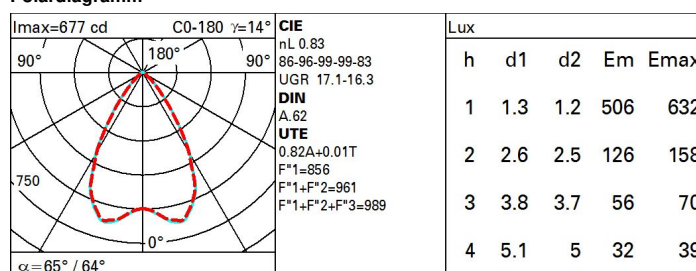 Imax=677 cd C0-180 γ=14°
90° 180° 90°
750
0°
α=65° / 64°
CIE
nL 0.83
86-96-99-99-83
UGR 17.1-16.3
DIN
A.62
UTE
0.82A+0.01T
F"1=856
F"1+F"2=961
F"1+F"2+F"3=989
Lux
h d1 d2 Em Emax
1 1.3 1.2 506 632
2 2.6 2.5 126 158
3 3.8 3.7 56 70
4 5.1 5 32 39